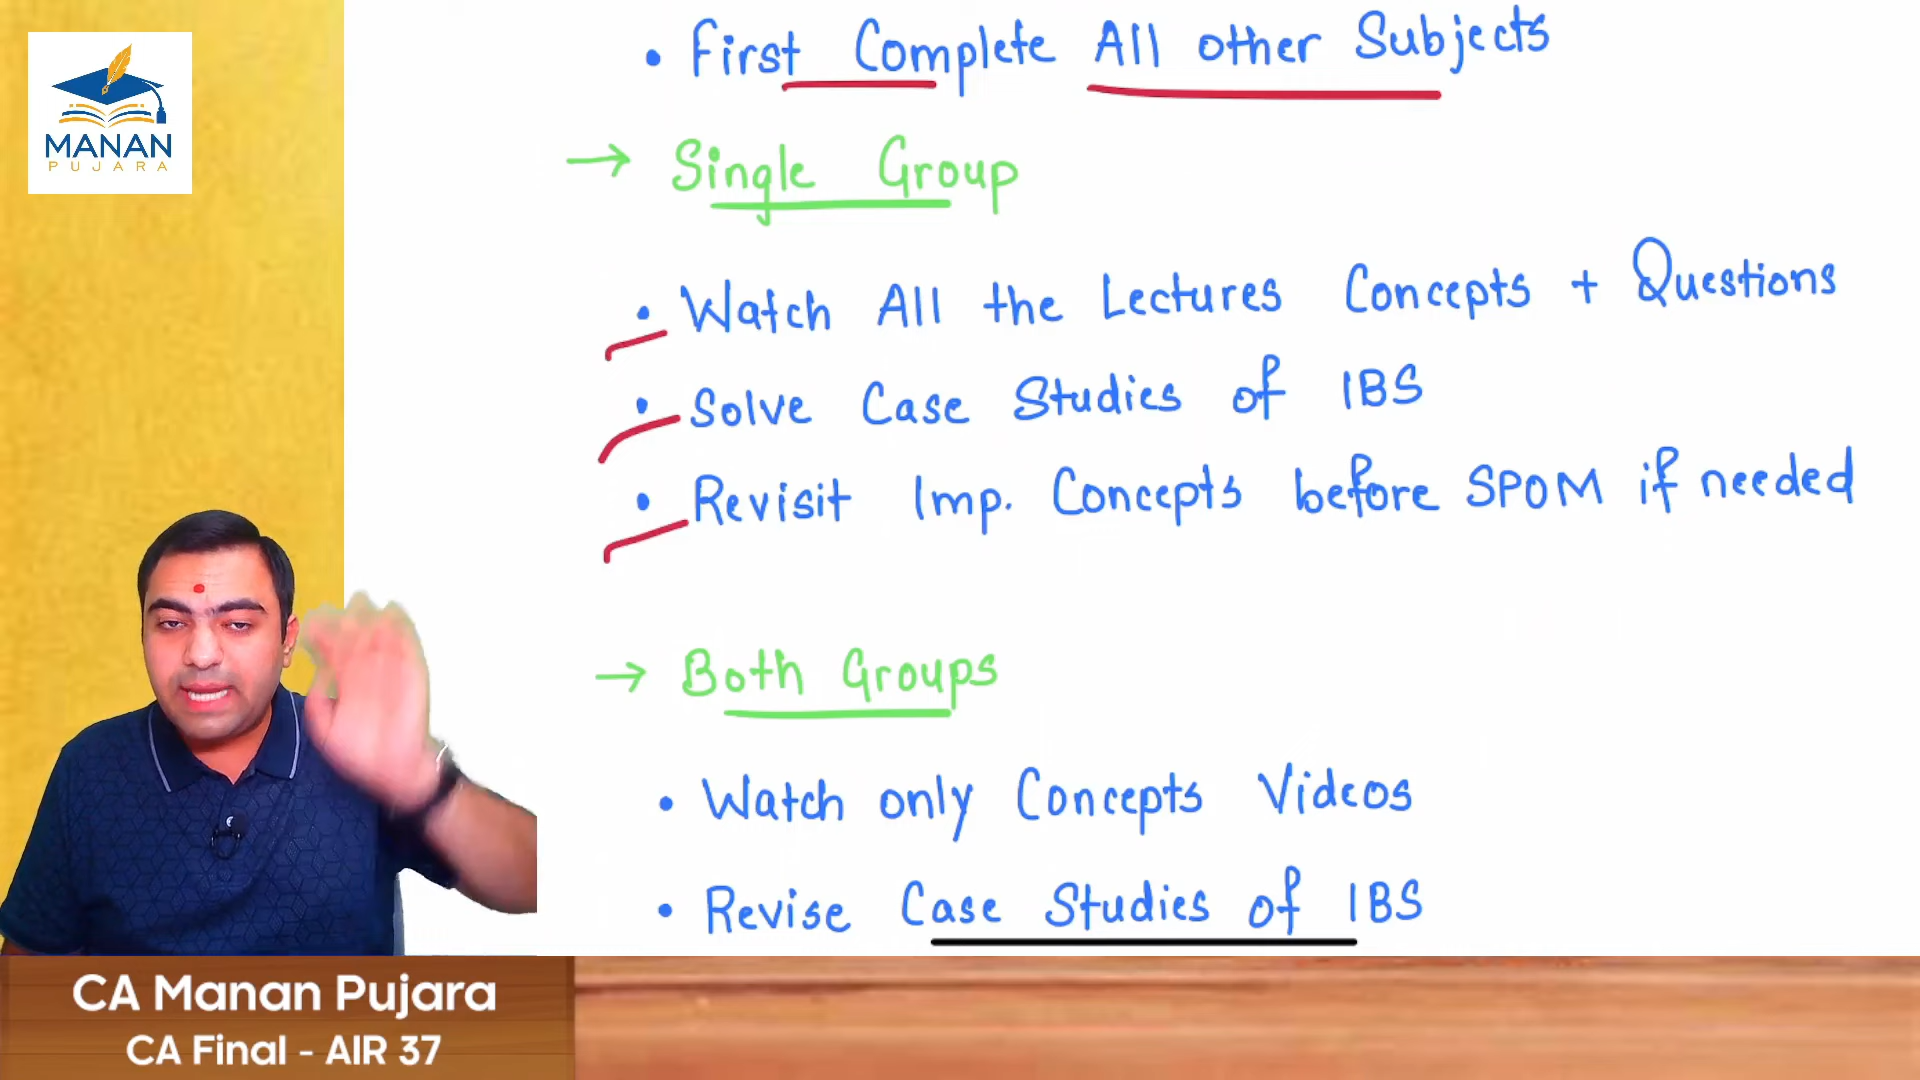 MANAN
PUJARA
• First Complete All other Subjects
→ Single Group
• Watch All the Lectures Concepts + Questions
• Solve Case Studies of IBS
• Revisit Imp. Concepts before SPOM if needed
→ Both Groups
• Watch only Concepts Videos
• Revise Case Studies of IBS
CA Manan Pujara
CA Final - AIR 37